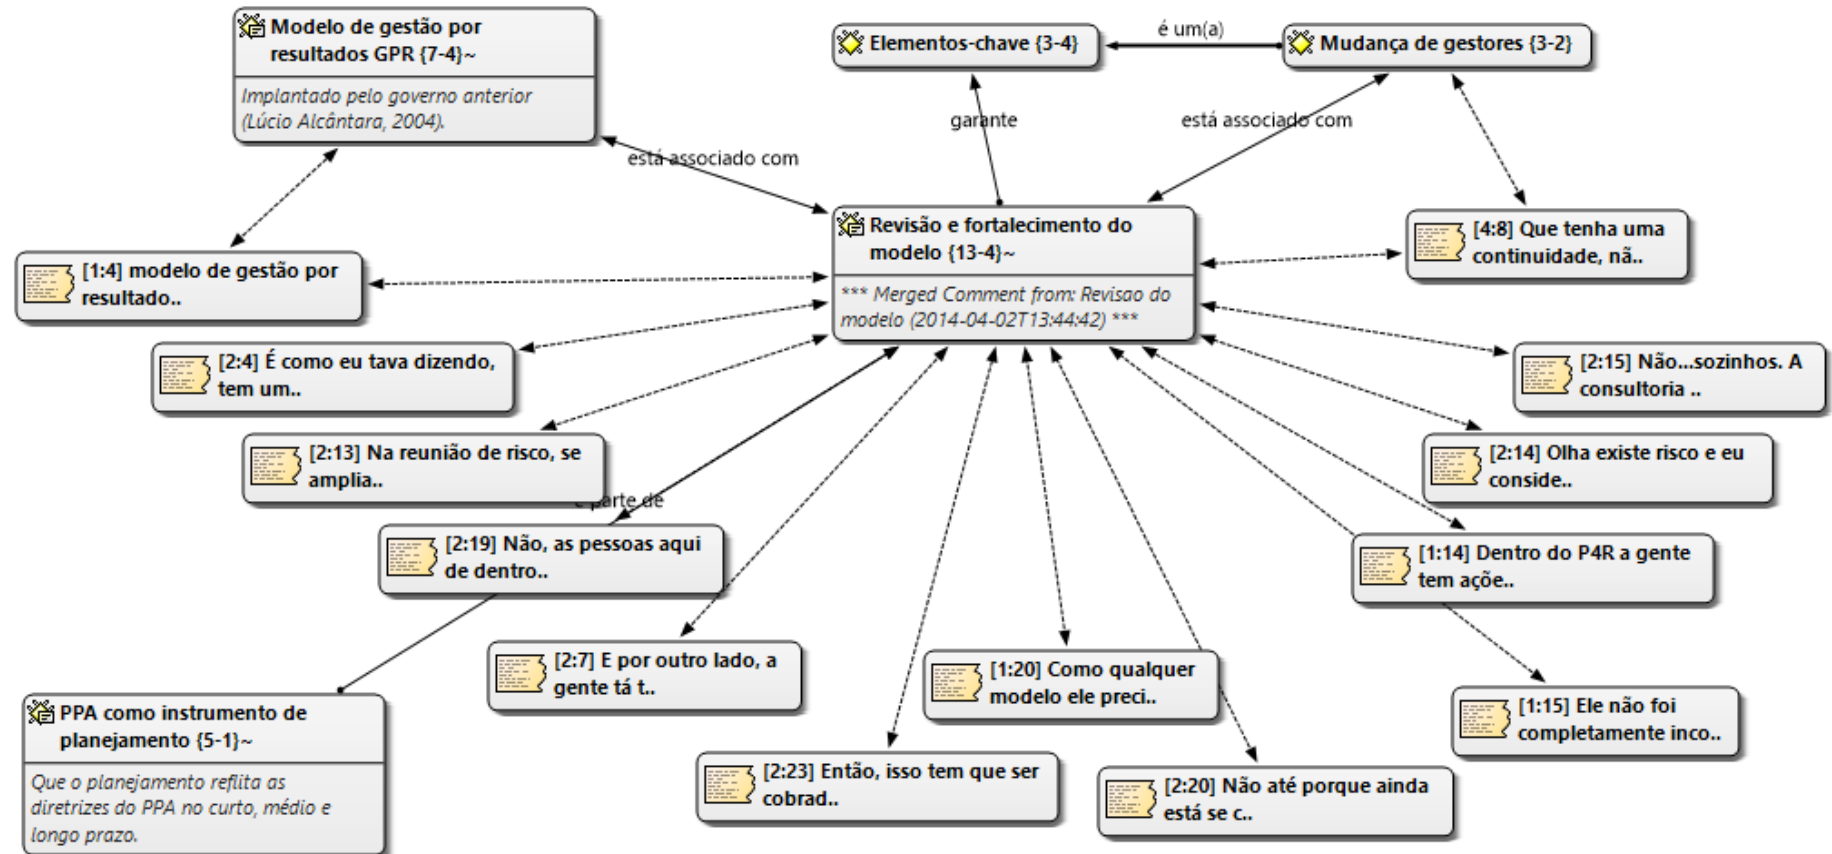 Modelo de gestão por
resultados GPR {7-4}~
Implantado pelo governo anterior
(Lúcio Alcântara, 2004).
Elementos-chave {3-4}
é um(a)
Mudança de gestores {3-2}
garante
está associado com
está associado com
Revisão e fortalecimento do
modelo {13-4}~
*** Merged Comment from: Revisao do
modelo (2014-04-02T13:44:42) ***
[4:8] Que tenha uma
continuidade, nã..
[1:4] modelo de gestão por
resultado..
[2:4] É como eu tava dizendo,
tem um..
[2:15] Não...sozinhos. A
consultoria ..
[2:13] Na reunião de risco, se
amplia..
[2:14] Olha existe risco e eu
conside..
é parte de
[2:19] Não, as pessoas aqui
de dentro..
[1:14] Dentro do P4R a gente
tem açõe..
[2:7] E por outro lado, a
gente tá t..
[1:20] Como qualquer
modelo ele preci..
[1:15] Ele não foi
completamente inco..
PPA como instrumento de
planejamento {5-1}~
Que o planejamento reflita as
diretrizes do PPA no curto, médio e
longo prazo.
[2:23] Então, isso tem que ser
cobrad..
[2:20] Não até porque ainda
está se c..